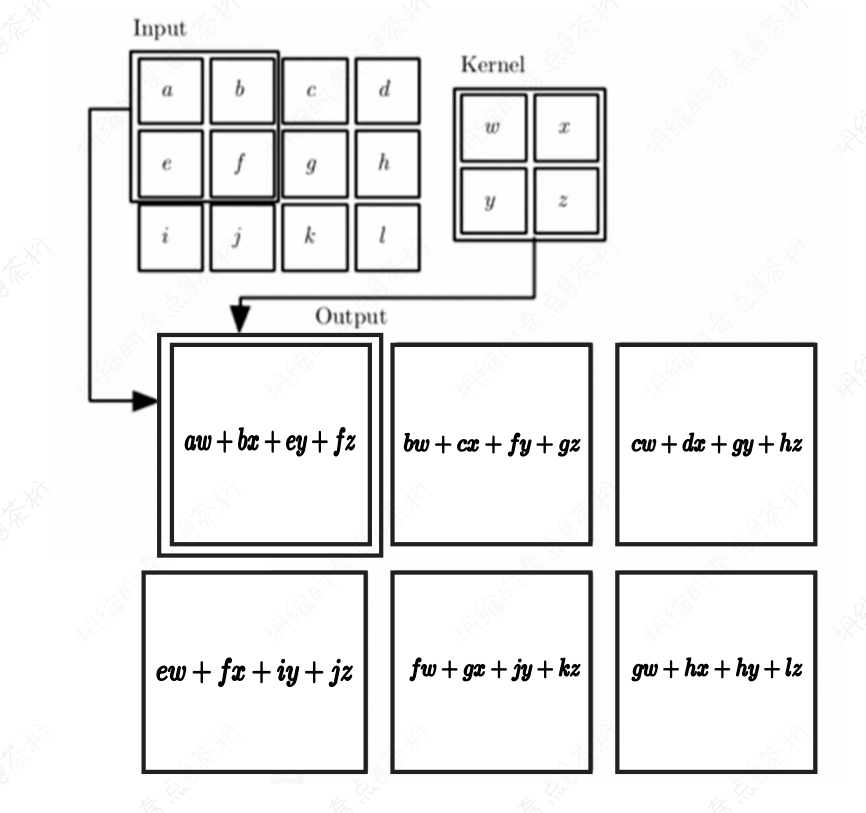 Input
Kernel
a b c d
e f g h
i j k l
w x
y z
Output
aw + bx + ey + fz
bw + cx + fy + gz
cw + dx + gy + hz
ew + fx + iy + jz
fw + gx + jy + kz
gw + hx + hy + lz